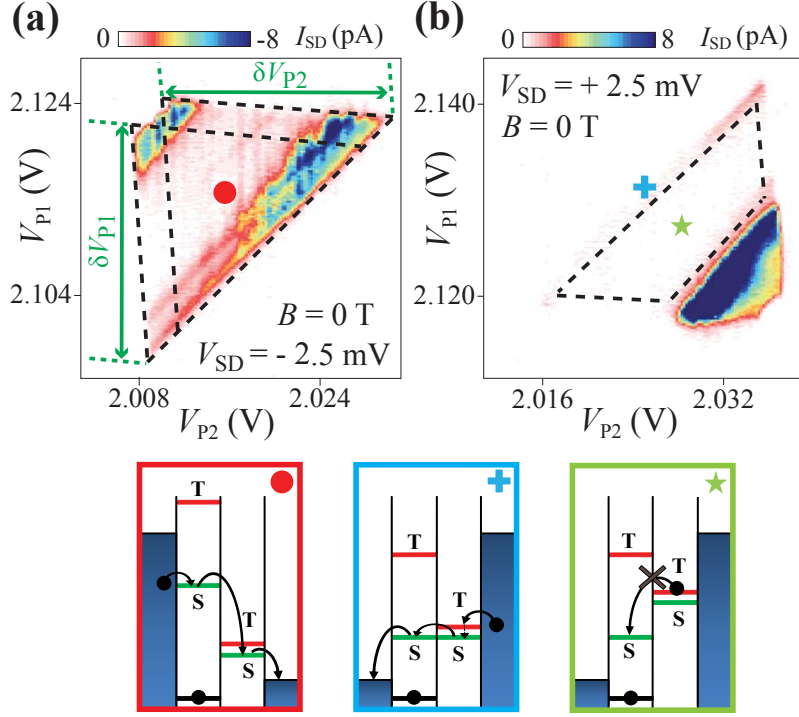 (a)
0 -8 I_SD (pA)
δV_P2
2.124
V_P1 (V)
δV_P1
2.104
B = 0 T
V_SD = - 2.5 mV
2.008 2.024
V_P2 (V)
(b)
0 8 I_SD (pA)
V_SD = + 2.5 mV
B = 0 T
2.140
V_P1 (V)
2.120
2.016 2.032
V_P2 (V)
T
S
T
S
T
T
S
S
T
T
S
S